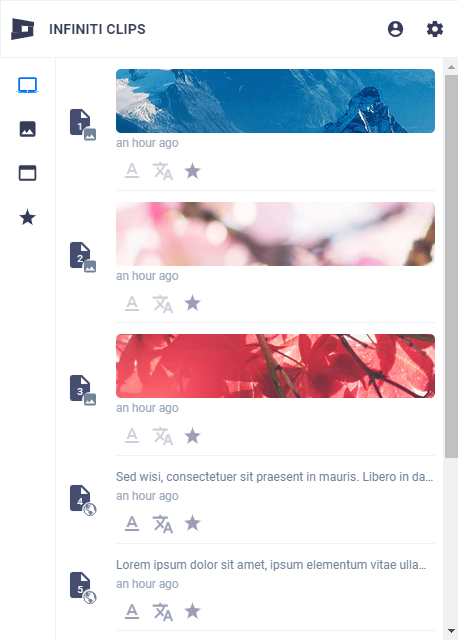 INFINITI CLIPS
1
an hour ago
2
an hour ago
3
an hour ago
Sed wisi, consectetuer sit praesent in mauris. Libero in da...
4
an hour ago
Lorem ipsum dolor sit amet, ipsum elementum vitae ulla...
5
an hour ago